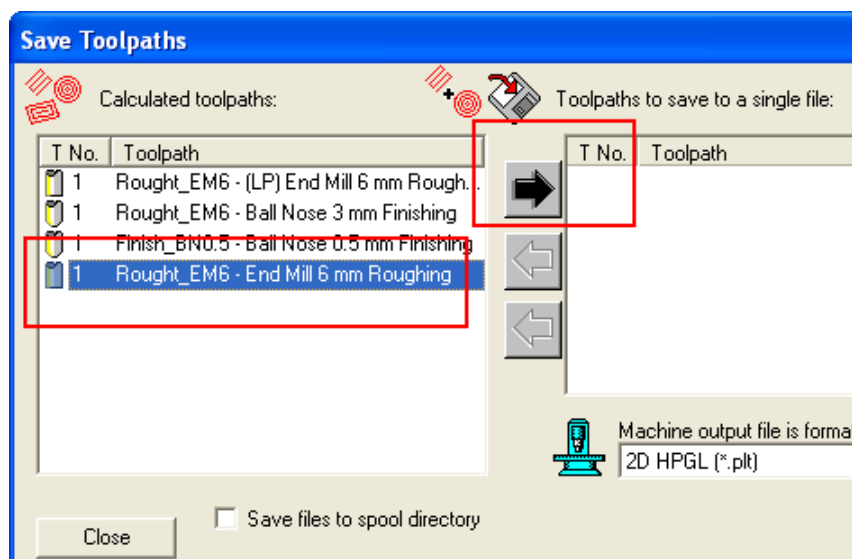 Save Toolpaths
Calculated toolpaths:
Toolpaths to save to a single file:
T No. Toolpath
T No. Toolpath
1 Rought_EM6 - (LP) End Mill 6 mm Rough...
1 Rought_EM6 - Ball Nose 3 mm Finishing
1 Finish_BN0.5 - Ball Nose 0.5 mm Finishing
1 Rought_EM6 - End Mill 6 mm Roughing
Machine output file is forma
2D HPGL (*.plt)
Save files to spool directory
Close